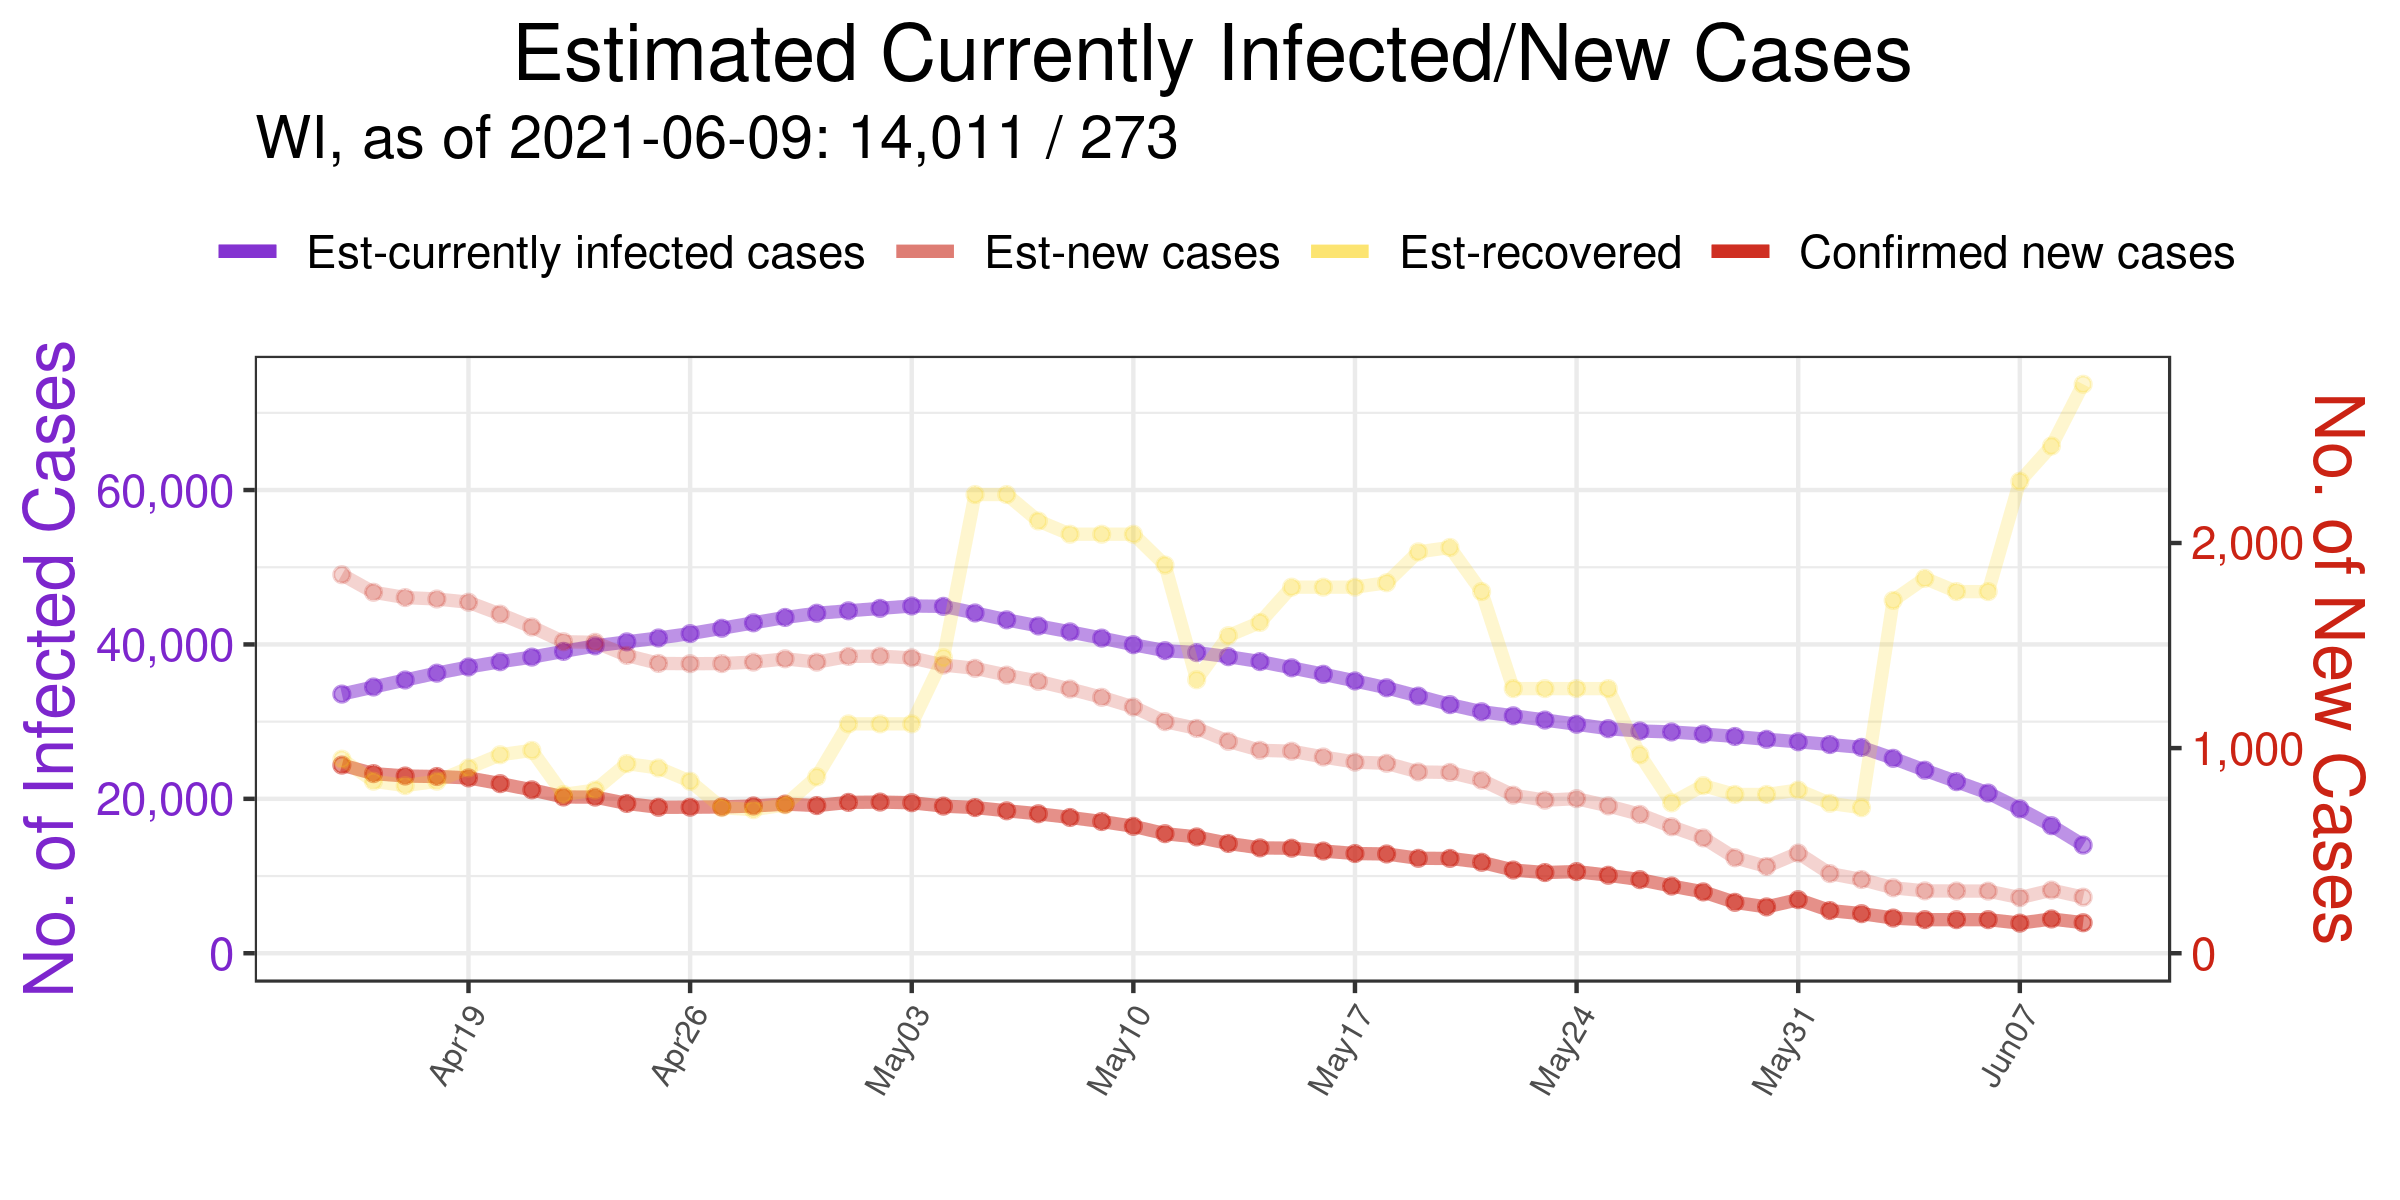 Estimated Currently Infected/New Cases
WI, as of 2021-06-09: 14,011 / 273
Est-currently infected cases Est-new cases Est-recovered Confirmed new cases
No. of Infected Cases
60,000
40,000
20,000
0
2,000
1,000
0
No. of New Cases
Apr19 Apr26 May03 May10 May17 May24 May31 Jun07